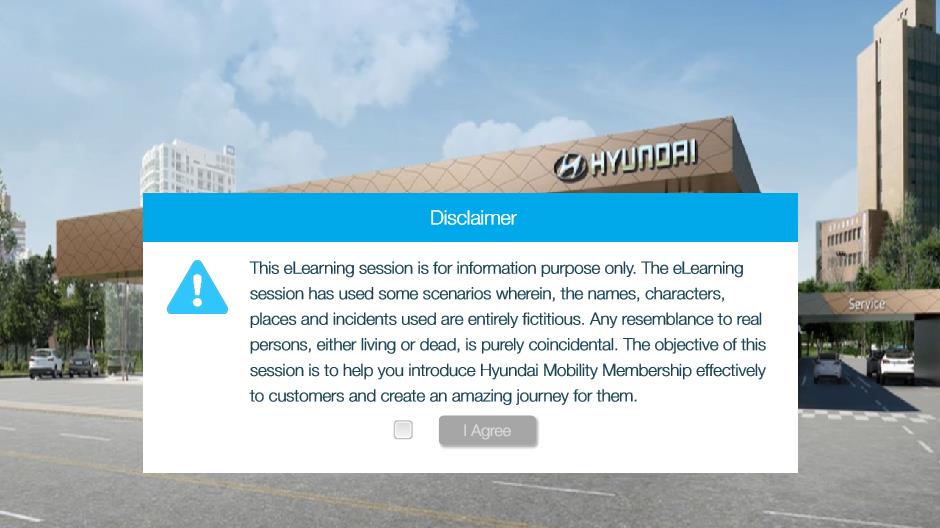 HYUNDAI
Disclaimer
This eLearning session is for information purpose only. The eLearning
session has used some scenarios wherein, the names, characters,
places and incidents used are entirely fictitious. Any resemblance to real
persons, either living or dead, is purely coincidental. The objective of this
session is to help you introduce Hyundai Mobility Membership effectively
to customers and create an amazing journey for them.
I Agree
Service